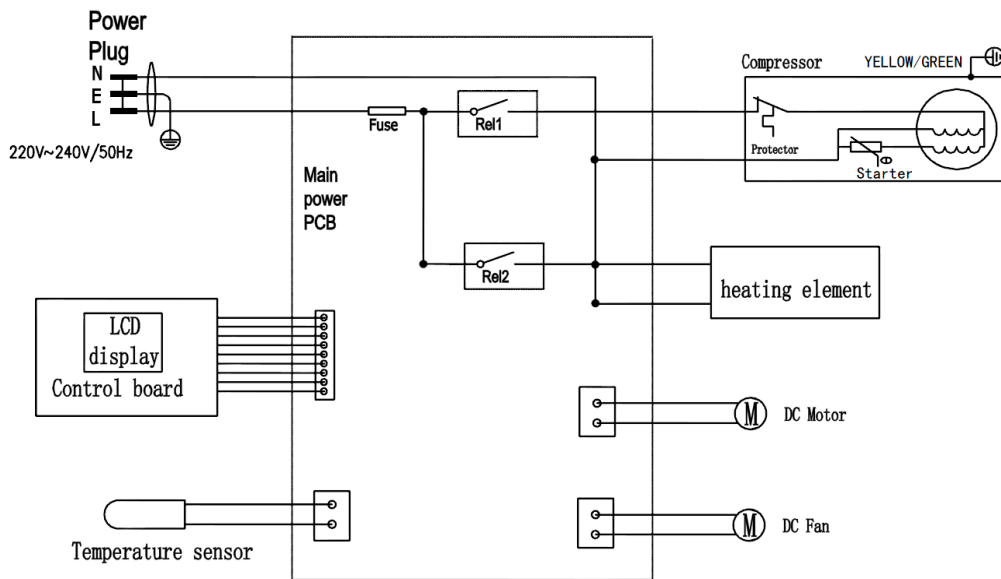 Power
Plug
N
E
L
220V~240V/50Hz
Fuse
Rel1
Compressor
YELLOW/GREEN
Protector
θ
Starter
Main
power
PCB
Rel2
heating element
LCD
display
Control board
M
DC Motor
Temperature sensor
M
DC Fan